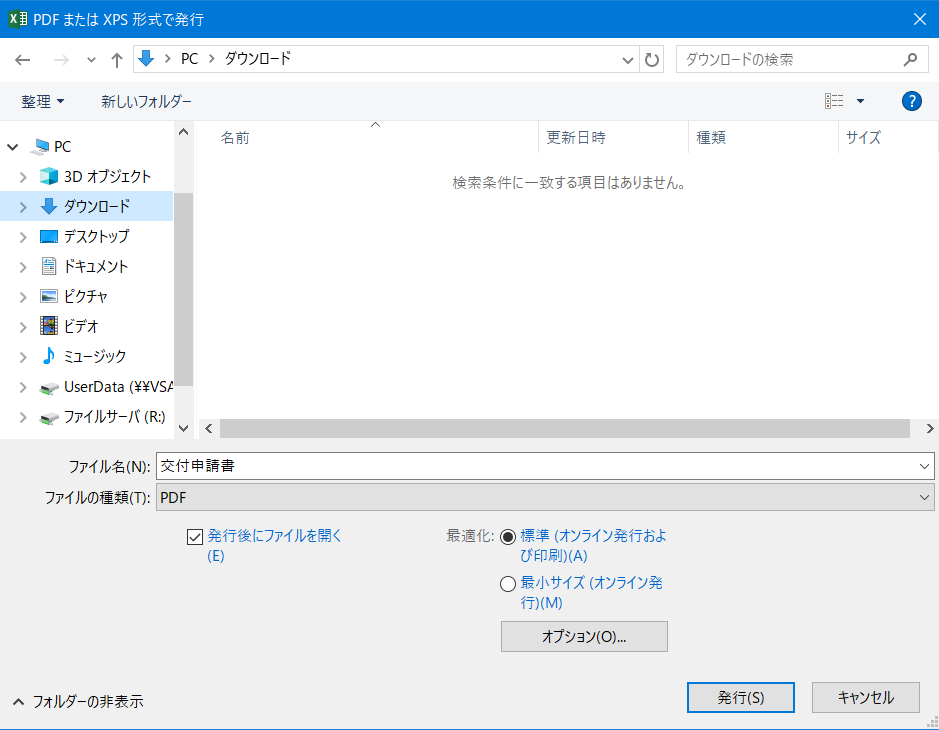 PDF または XPS 形式で発行
PC
ダウンロード
ダウンロードの検索
整理
新しいフォルダー
?
PC
3D オブジェクト
ダウンロード
デスクトップ
ドキュメント
ピクチャ
ビデオ
ミュージック
UserData (¥¥VSA
ファイルサーバ (R:)
名前
更新日時
種類
サイズ
検索条件に一致する項目はありません。
ファイル名(N):
交付申請書
ファイルの種類(T):
PDF
発行後にファイルを開く
(E)
最適化:
標準 (オンライン発行およ
び印刷)(A)
最小サイズ (オンライン発
行)(M)
オプション(O)...
フォルダーの非表示
発行(S)
キャンセル